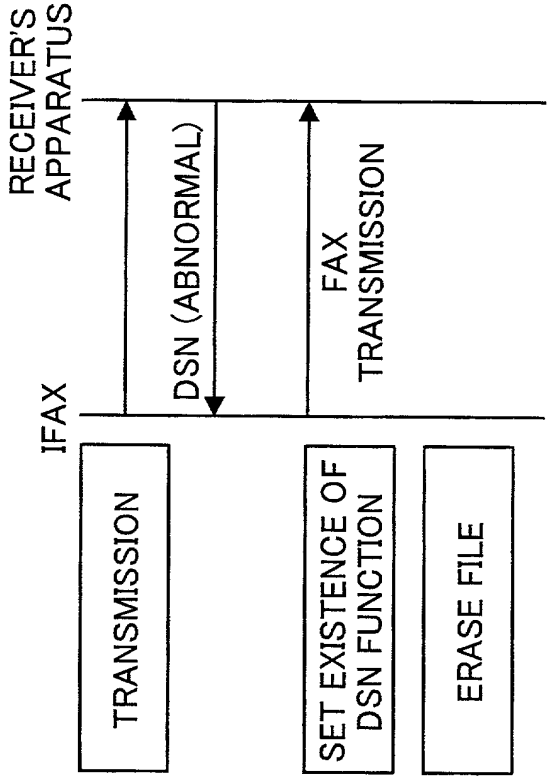 IFAX
RECEIVER'S
APPARATUS
TRANSMISSION
DSN (ABNORMAL)
SET EXISTENCE OF
DSN FUNCTION
FAX
TRANSMISSION
ERASE FILE